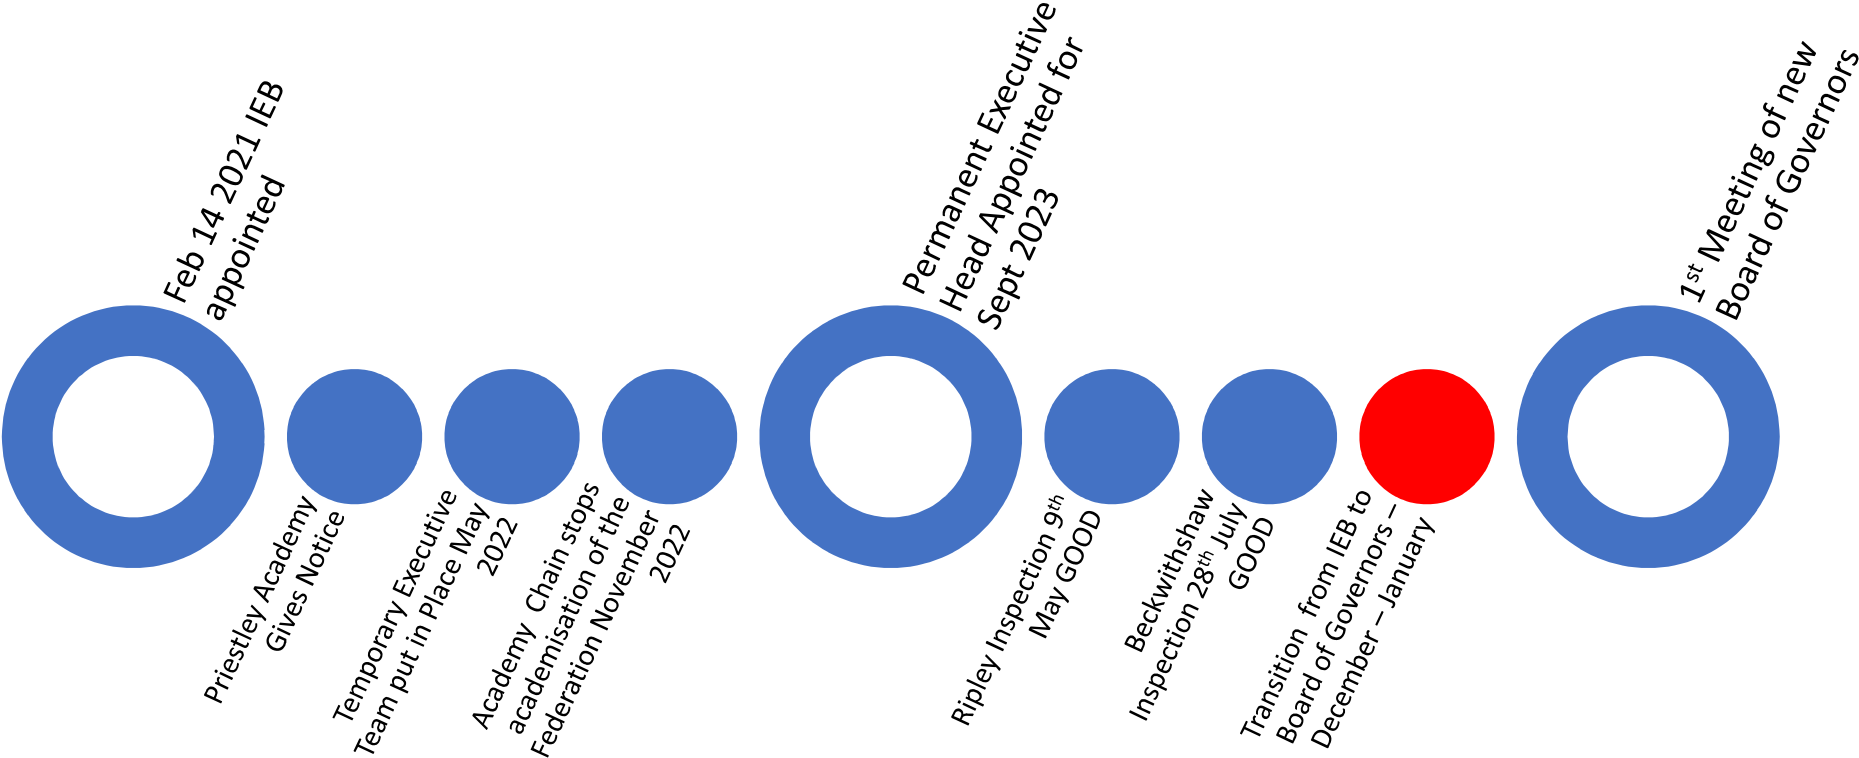 Feb 14 2021 IEB
appointed
Priestley Academy
Gives Notice
Temporary Executive
Team put in Place May
2022
Academy  Chain stops
academisation of the
Federation November
2022
Permanent Executive
Head Appointed for
Sept 2023
Ripley Inspection 9th
May GOOD
Beckwithshaw
Inspection 28th July
GOOD
Transition  from IEB to
Board of Governors –
December – January
1st Meeting of new
Board of Governors